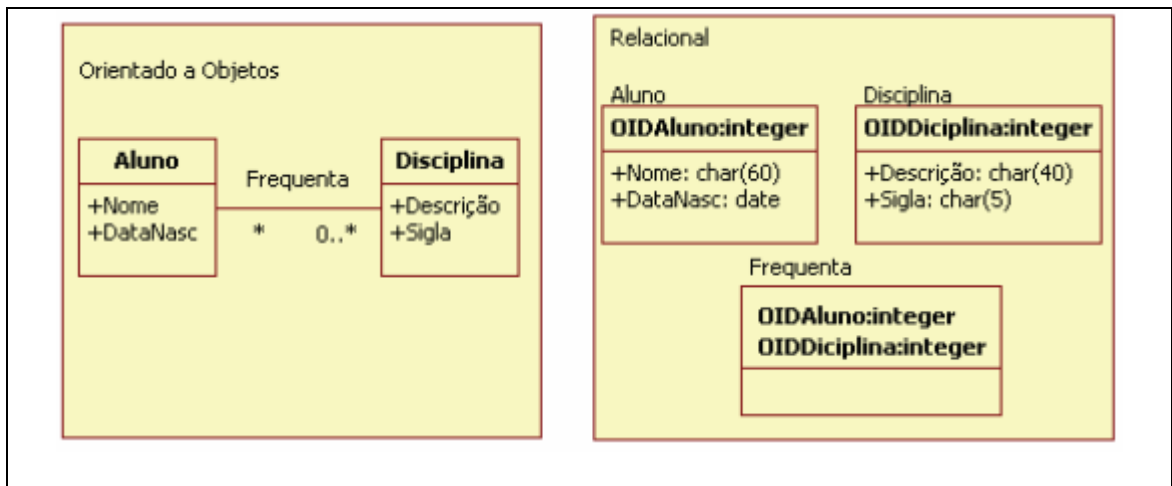 Orientado a Objetos
Aluno
+Nome
+DataNasc
Frequenta
* 0..*
Disciplina
+Descrição
+Sigla
Relacional
Aluno
OIDAluno:integer
+Nome: char(60)
+DataNasc: date
Disciplina
OIDDiciplina:integer
+Descrição: char(40)
+Sigla: char(5)
Frequenta
OIDAluno:integer
OIDDiciplina:integer